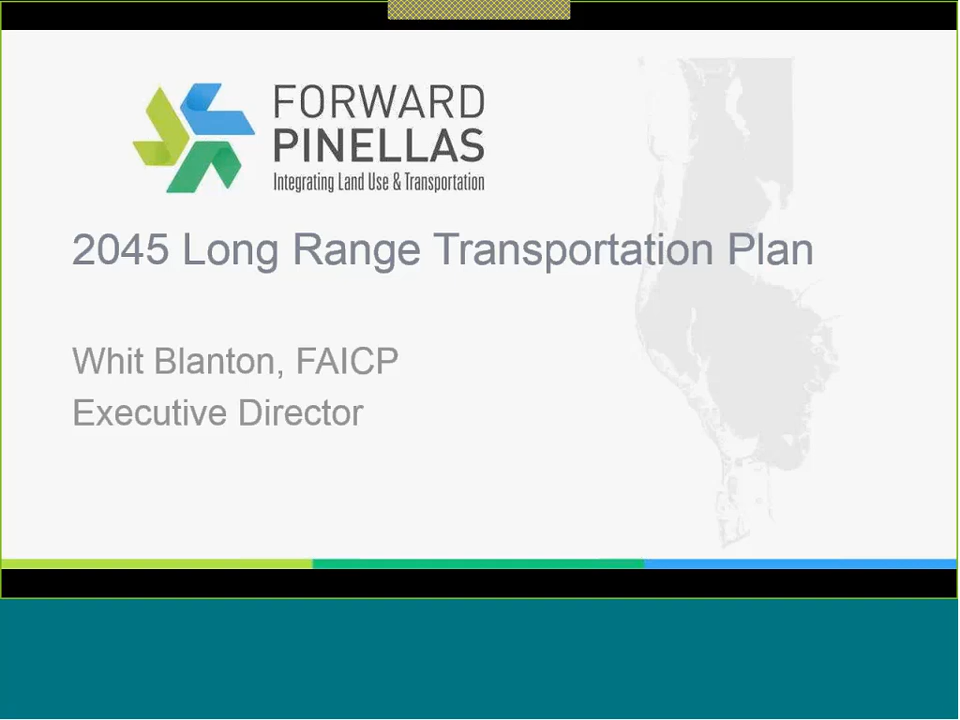 FORWARD
PINELLAS
Integrating Land Use & Transportation
2045 Long Range Transportation Plan
Whit Blanton, FAICP
Executive Director